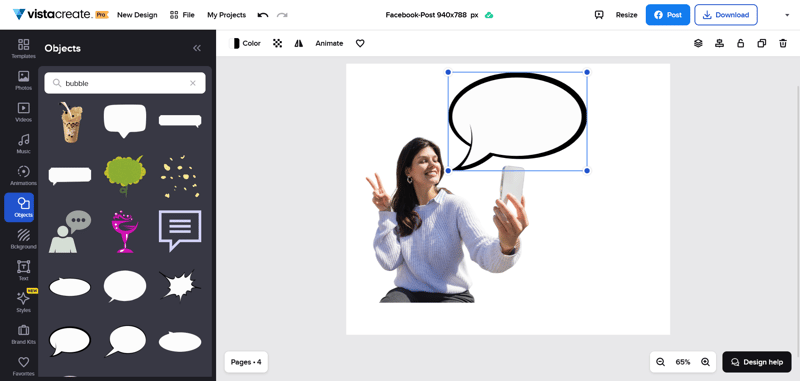 vistacreate. Pro New Design File My Projects Facebook-Post 940x788 px Resize Post Download
Objects
Color Animate
bubble
Templates
Photos
Videos
Music
Animations
Objects
Bckground
Text
NEW
Styles
Brand Kits
Favorites
Pages • 4
65%
Design help